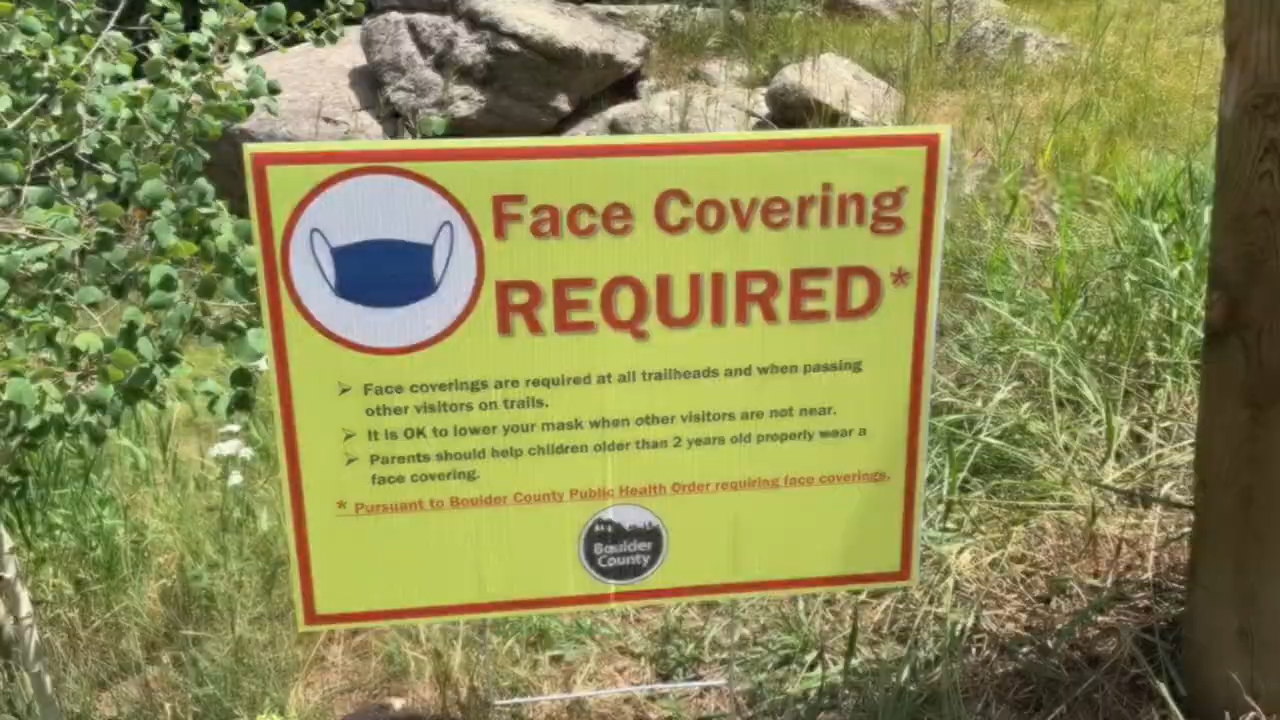 Face Covering
REQUIRED*
➢ Face coverings are required at all trailheads and when passing
other visitors on trails.
➢ It is OK to lower your mask when other visitors are not near.
➢ Parents should help children older than 2 years old properly wear a
face covering.
* Pursuant to Boulder County Public Health Order requiring face coverings.
Boulder
County